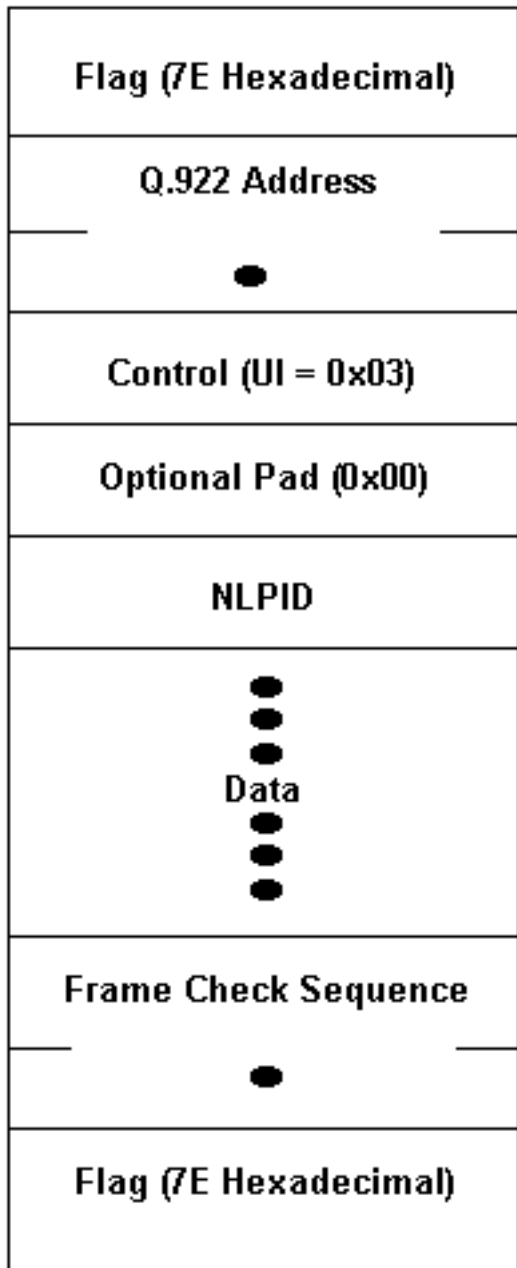 Flag (7E Hexadecimal)
Q.922 Address
Control (UI = 0x03)
Optional Pad (0x00)
NLPID
Data
Frame Check Sequence
Flag (7E Hexadecimal)